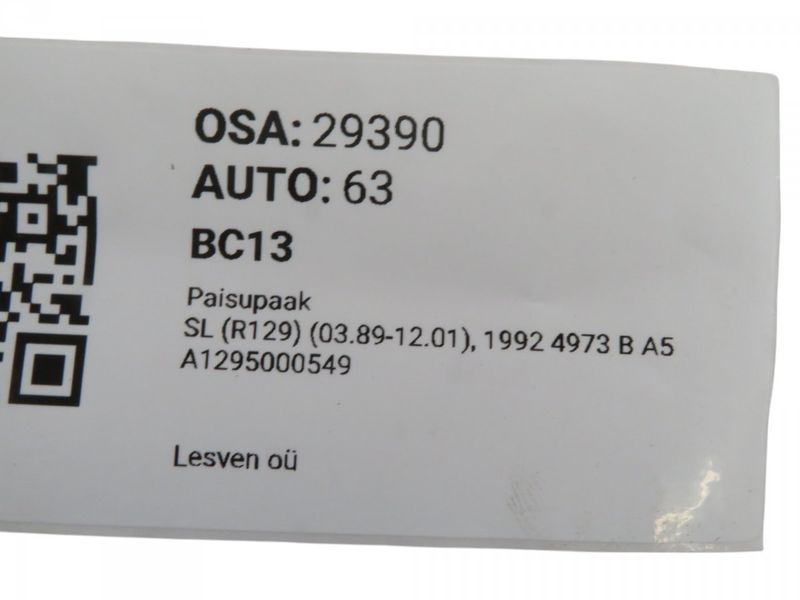 OSA: 29390
AUTO: 63
BC13
Paisupaak
SL (R129) (03.89-12.01), 1992 4973 B A5
A1295000549
Lesven oü